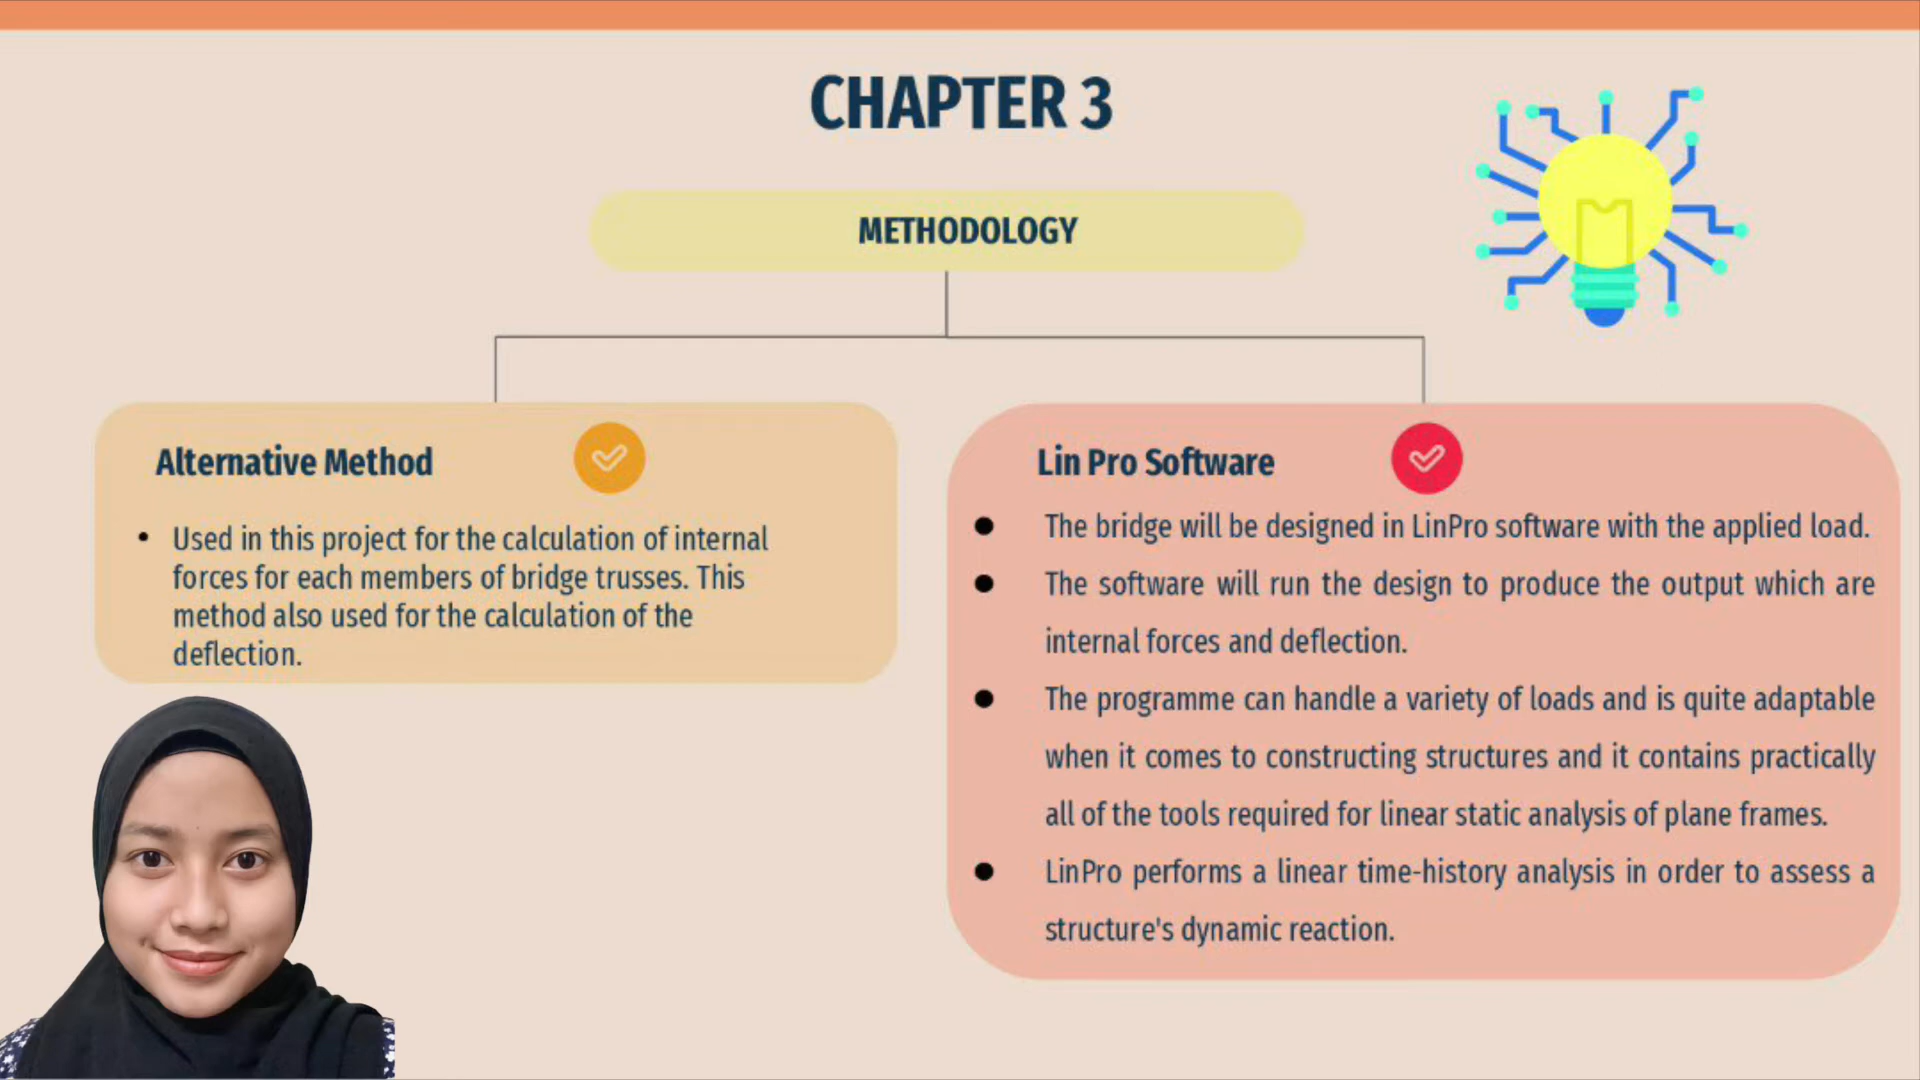 CHAPTER 3
METHODOLOGY
Alternative Method
• Used in this project for the calculation of internal
forces for each members of bridge trusses. This
method also used for the calculation of the
deflection.
Lin Pro Software
● The bridge will be designed in LinPro software with the applied load.
● The software will run the design to produce the output which are
internal forces and deflection.
● The programme can handle a variety of loads and is quite adaptable
when it comes to constructing structures and it contains practically
all of the tools required for linear static analysis of plane frames.
● LinPro performs a linear time-history analysis in order to assess a
structure's dynamic reaction.